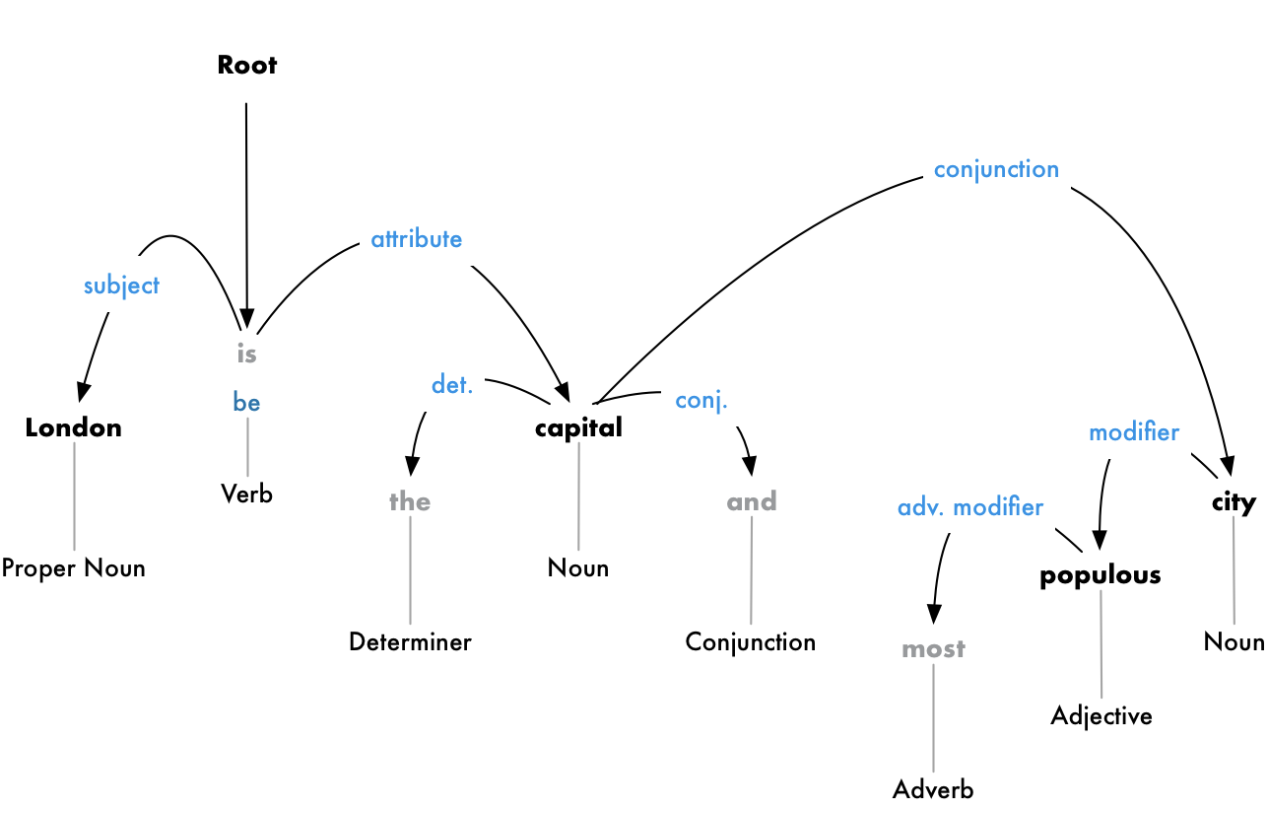 Root
conjunction
attribute
subject
is
det.
conj.
be
London
capital
modifier
the
and
adv. modifier
city
Verb
Proper Noun
Noun
populous
Determiner
Conjunction
most
Noun
Adjective
Adverb